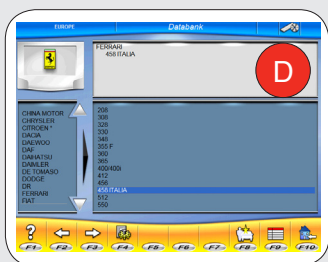 EUROPE
Databank
FERRARI
458 ITALIA
D
CHINA MOTOR
CHRYSLER
CITROEN *
DACIA
DAEWOO
DAF
DAIHATSU
DAIMLER
DE TOMASO
DODGE
DR
FERRARI
FIAT
208
308
328
330
348
355 F
360
365
400/400i
412
456
458 ITALIA
512
550
?
F1 F2 F3 F4 F5 F6 F7 F8 F9 F10